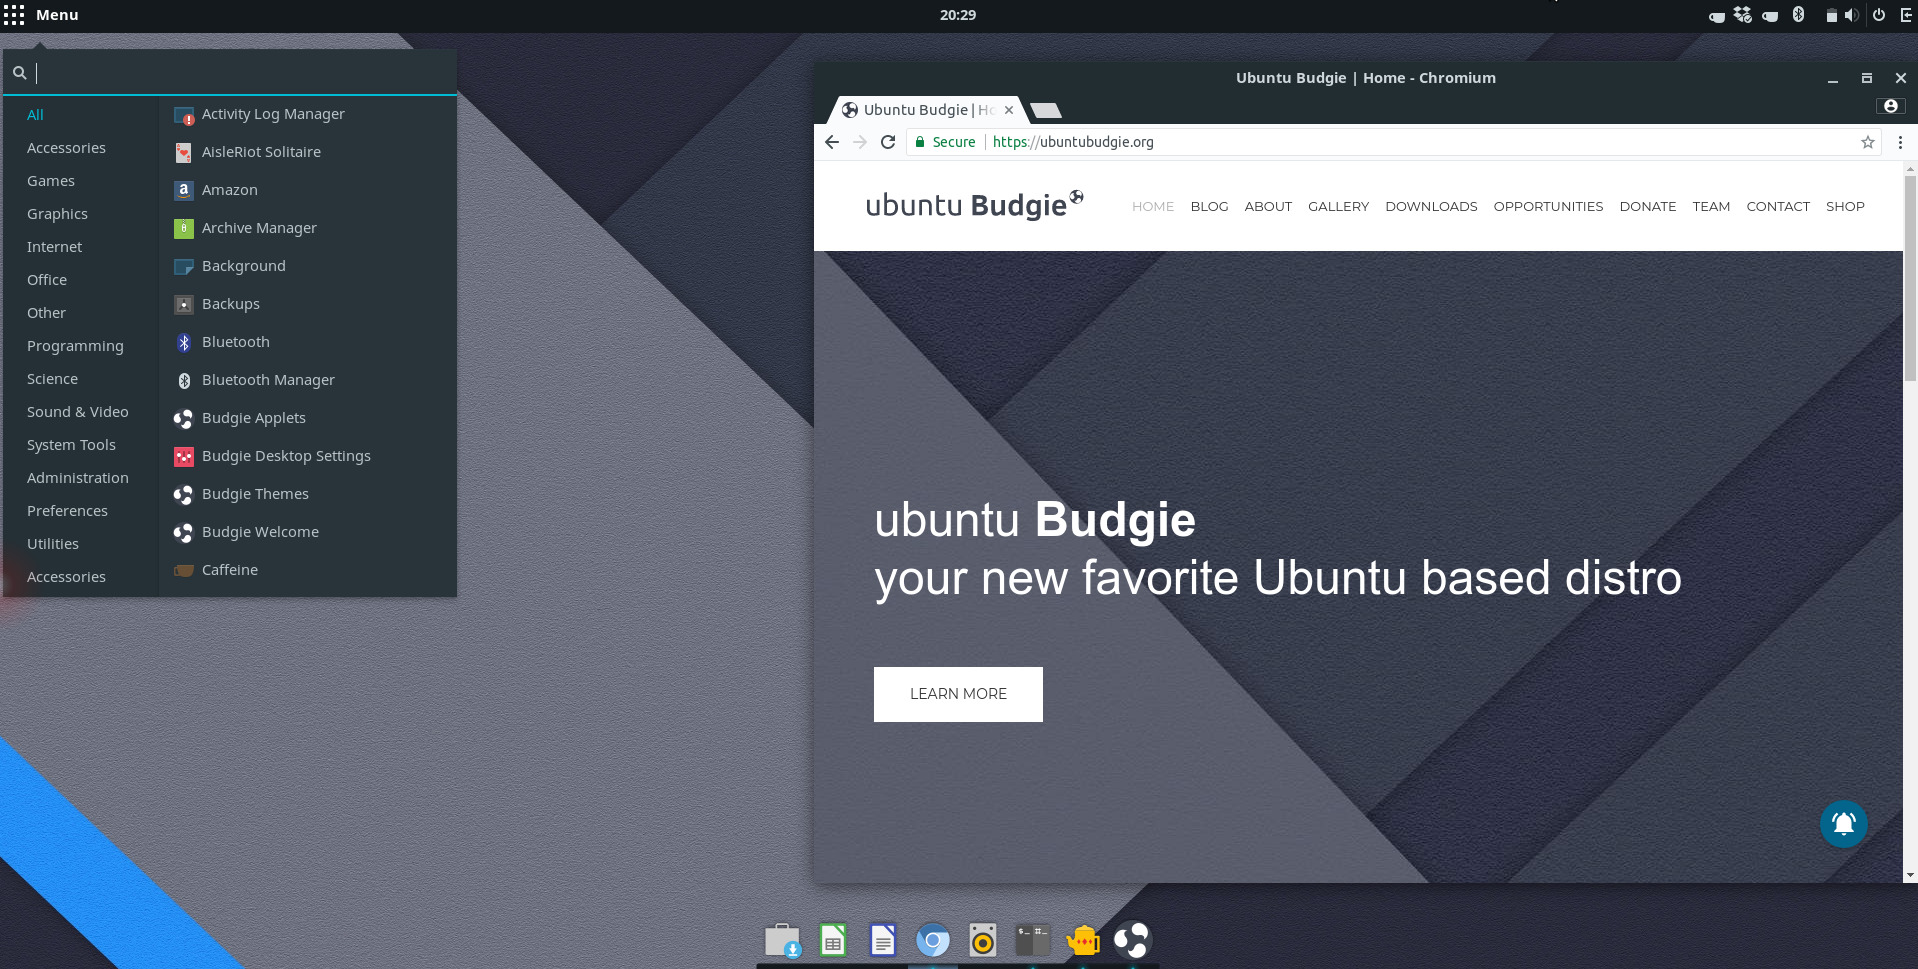 Menu
20:29
All
Accessories
Games
Graphics
Internet
Office
Other
Programming
Science
Sound & Video
System Tools
Administration
Preferences
Utilities
Accessories
Activity Log Manager
AisleRiot Solitaire
Amazon
Archive Manager
Background
Backups
Bluetooth
Bluetooth Manager
Budgie Applets
Budgie Desktop Settings
Budgie Themes
Budgie Welcome
Caffeine
Ubuntu Budgie | Home - Chromium
Ubuntu Budgie | Ho
Secure https://ubuntubudgie.org
ubuntu Budgie
HOME BLOG ABOUT GALLERY DOWNLOADS OPPORTUNITIES DONATE TEAM CONTACT SHOP
ubuntu Budgie
your new favorite Ubuntu based distro
LEARN MORE